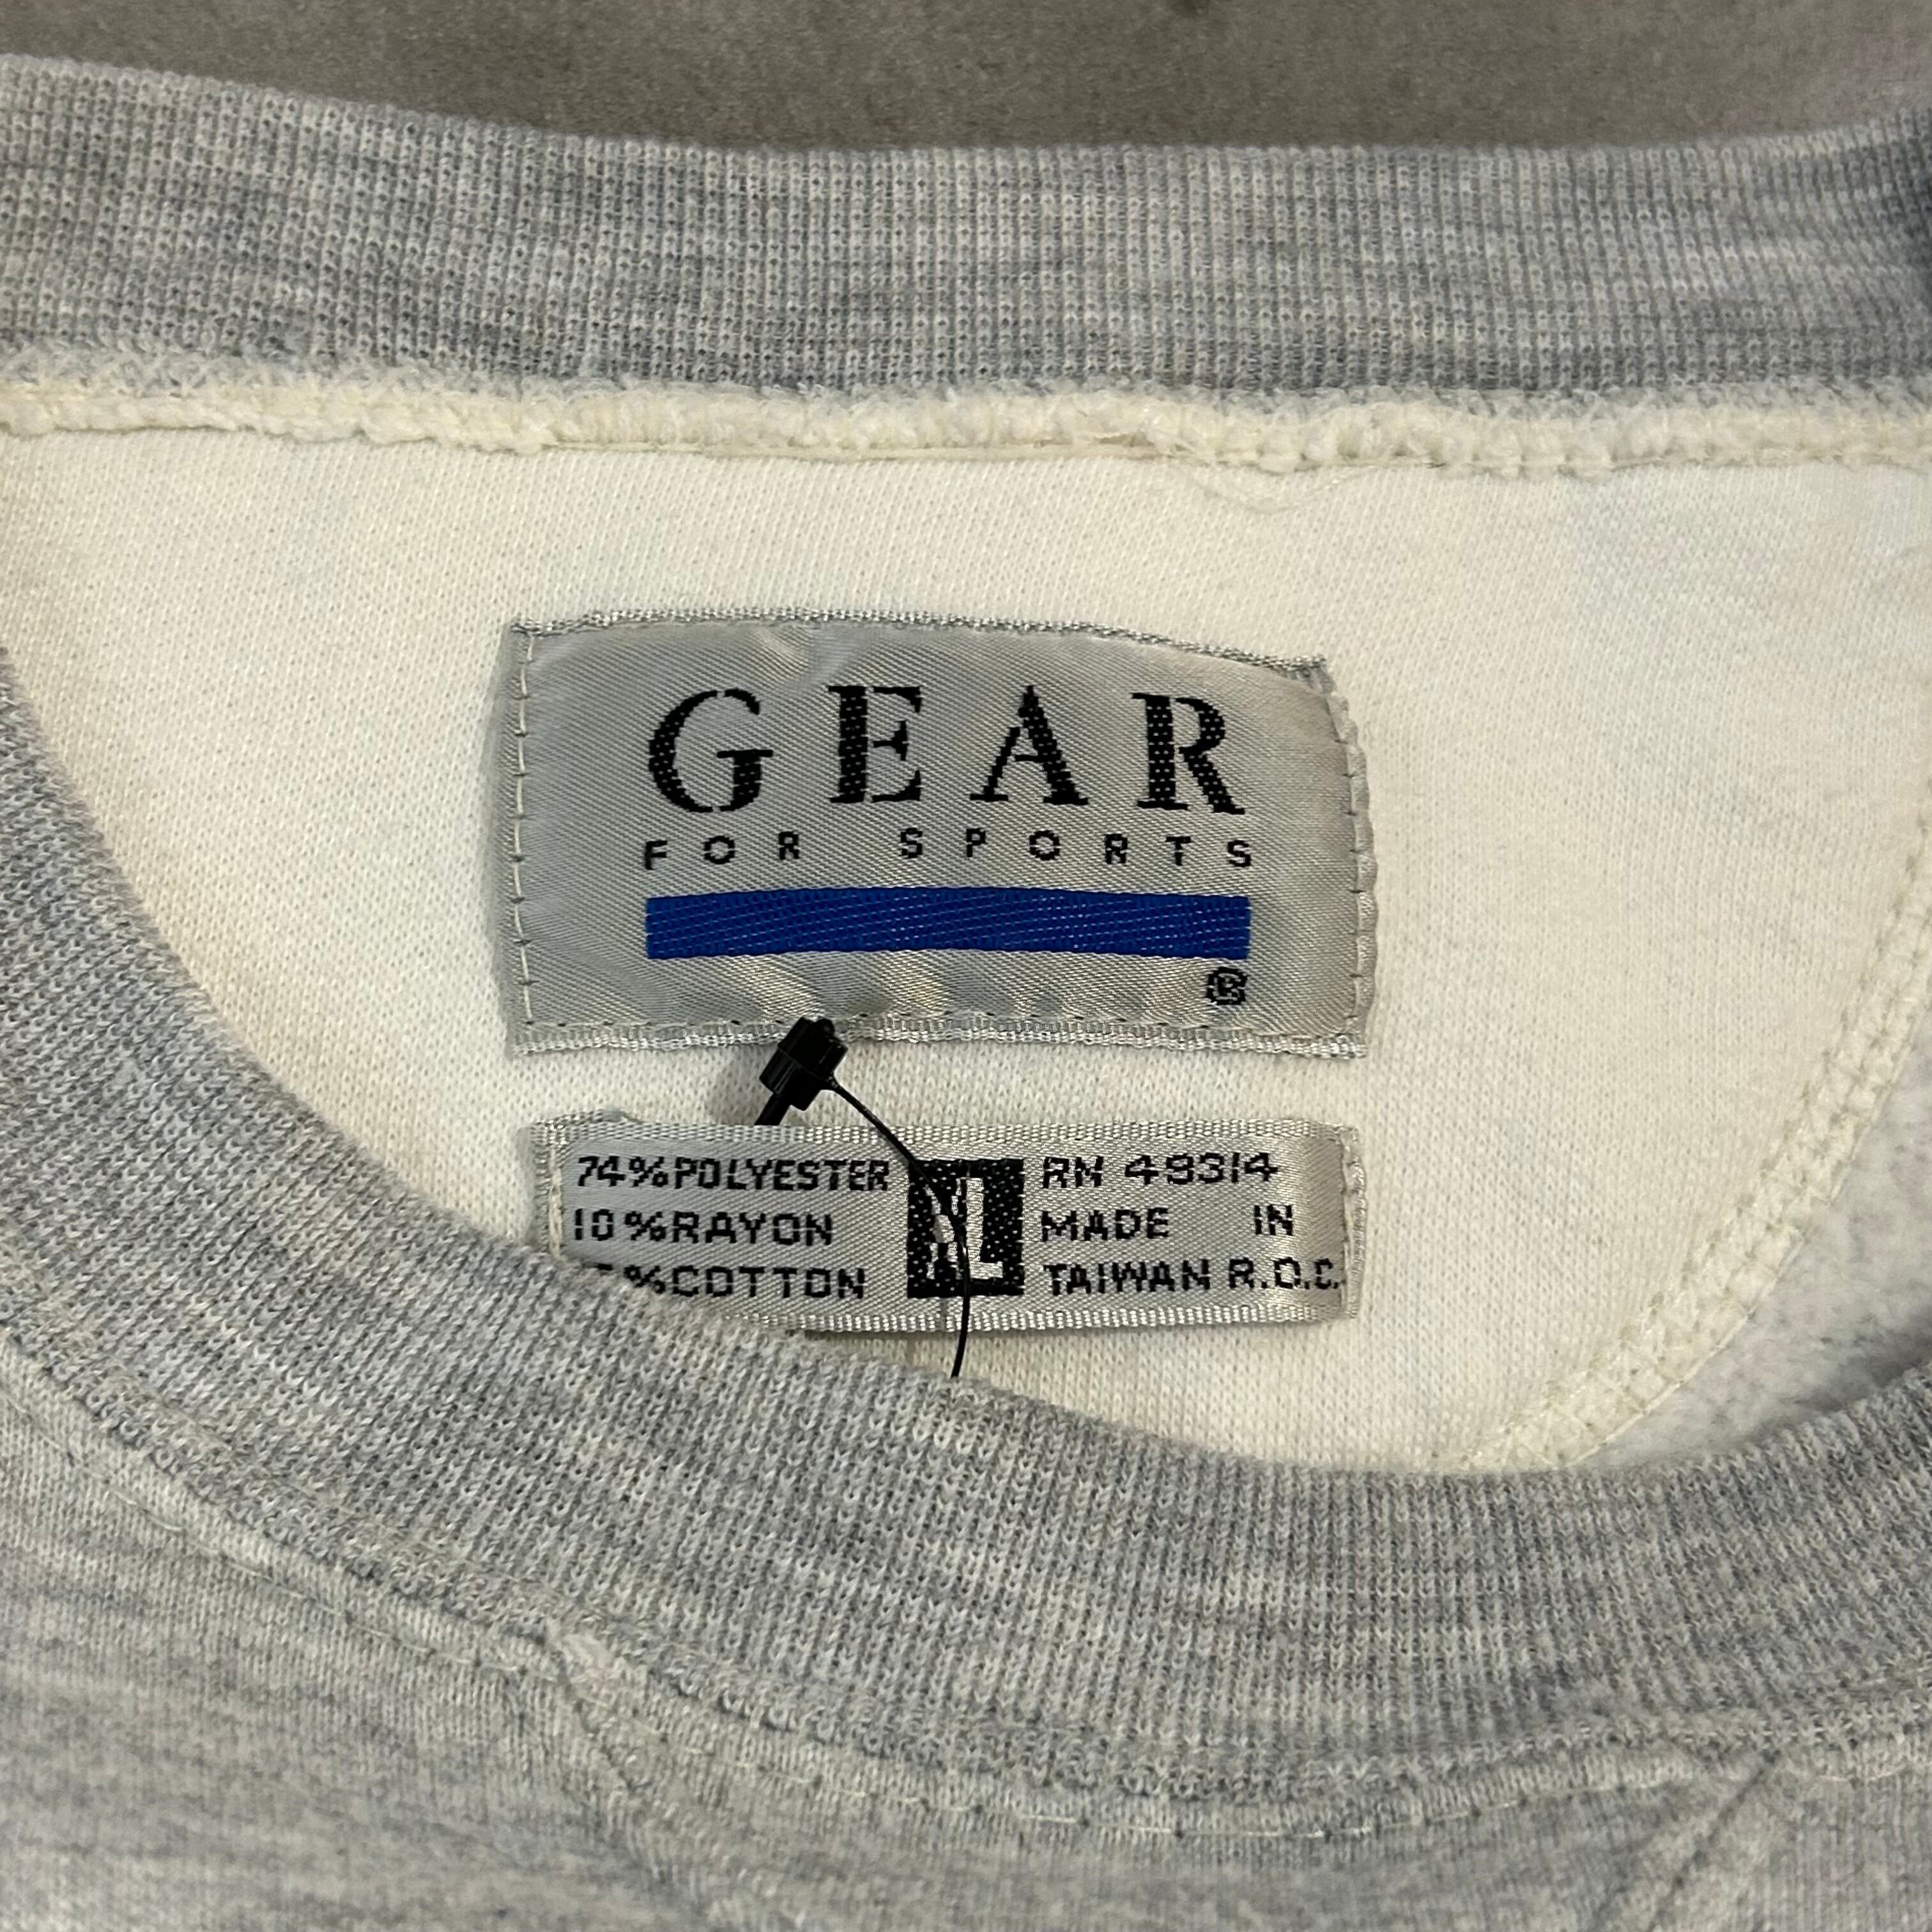 GEAR
FOR SPORTS
®
74% POLYESTER
10% RAYON
%COTTON
XL
RN 49314
MADE IN
TAIWAN R.O.C.